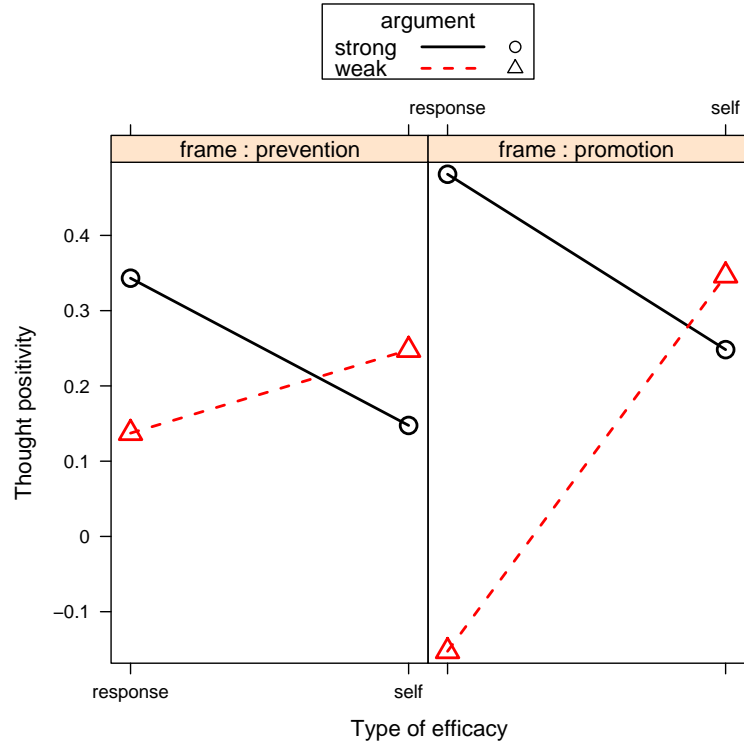 argument
strong
weak
response self
frame : prevention frame : promotion
0.4
0.3
0.2
0.1
0
−0.1
Thought positivity
response self
Type of efficacy